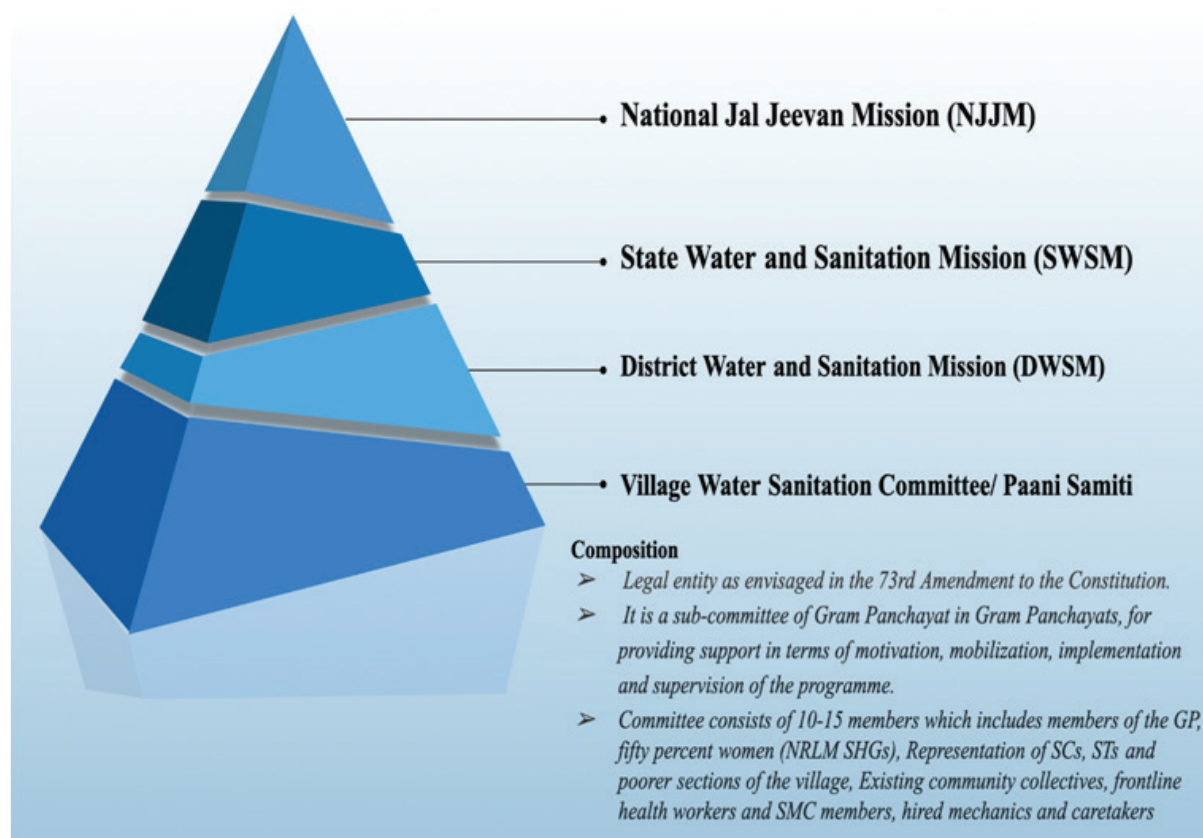 National Jal Jeevan Mission (NJJM)
State Water and Sanitation Mission (SWSM)
District Water and Sanitation Mission (DWSM)
Village Water Sanitation Committee/ Paani Samiti
Composition
➢ Legal entity as envisaged in the 73rd Amendment to the Constitution.
➢ It is a sub-committee of Gram Panchayat in Gram Panchayats, for
providing support in terms of motivation, mobilization, implementation
and supervision of the programme.
➢ Committee consists of 10-15 members which includes members of the GP,
fifty percent women (NRLM SHGs), Representation of SCs, STs and
poorer sections of the village, Existing community collectives, frontline
health workers and SMC members, hired mechanics and caretakers